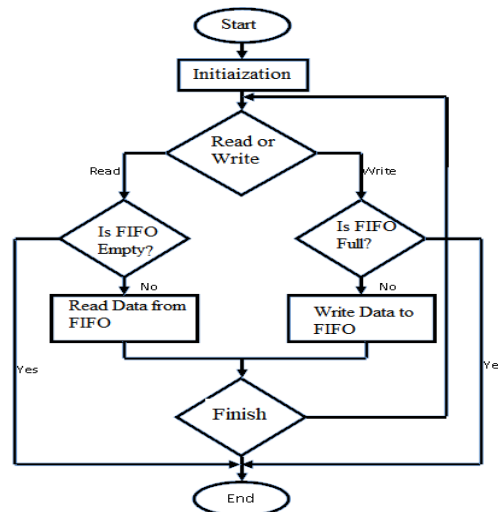 Start
Initiaization
Read or
Write
Read
Write
Is FIFO
Empty?
Is FIFO
Full?
No
No
Read Data from
FIFO
Write Data to
FIFO
Yes
Ye
Finish
End